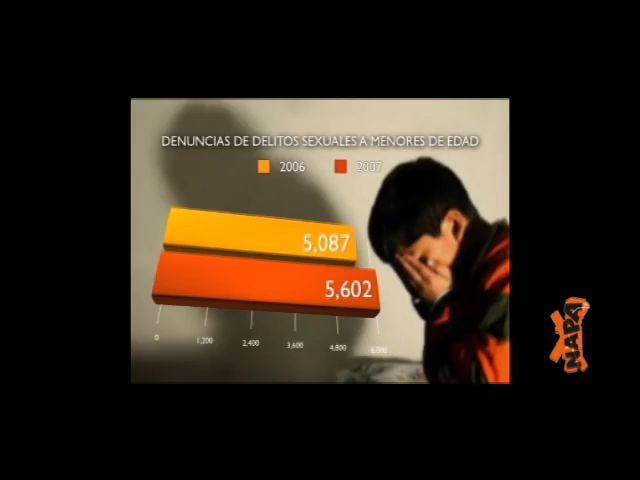 DENUNCIAS DE DELITOS SEXUALES A MENORES DE EDAD
2006 2007
5,087
5,602
0 1,200 2,400 3,600 4,800 6,000
NAPA